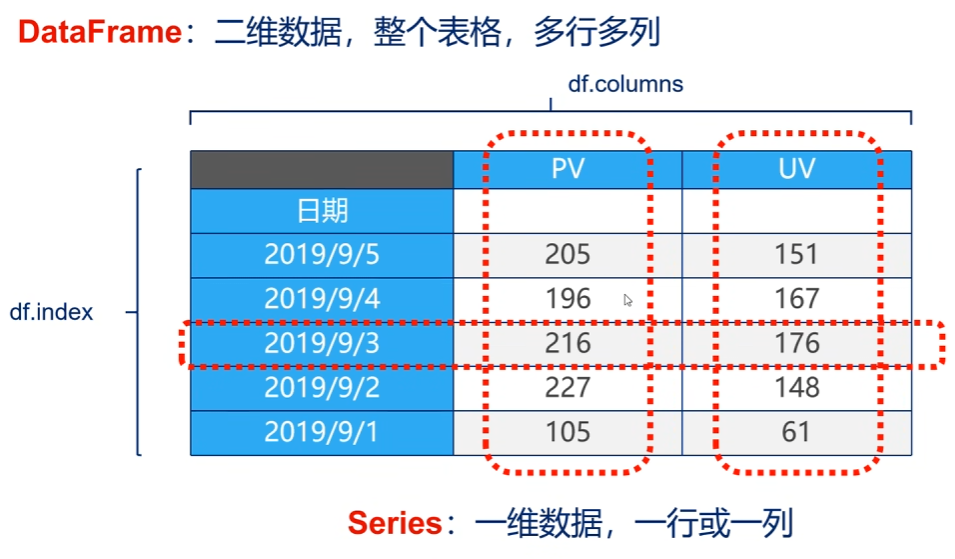 DataFrame：二维数据，整个表格，多行多列
df.columns
PV UV
日期
2019/9/5 205 151
2019/9/4 196 167
df.index
2019/9/3 216 176
2019/9/2 227 148
2019/9/1 105 61
Series：一维数据，一行或一列